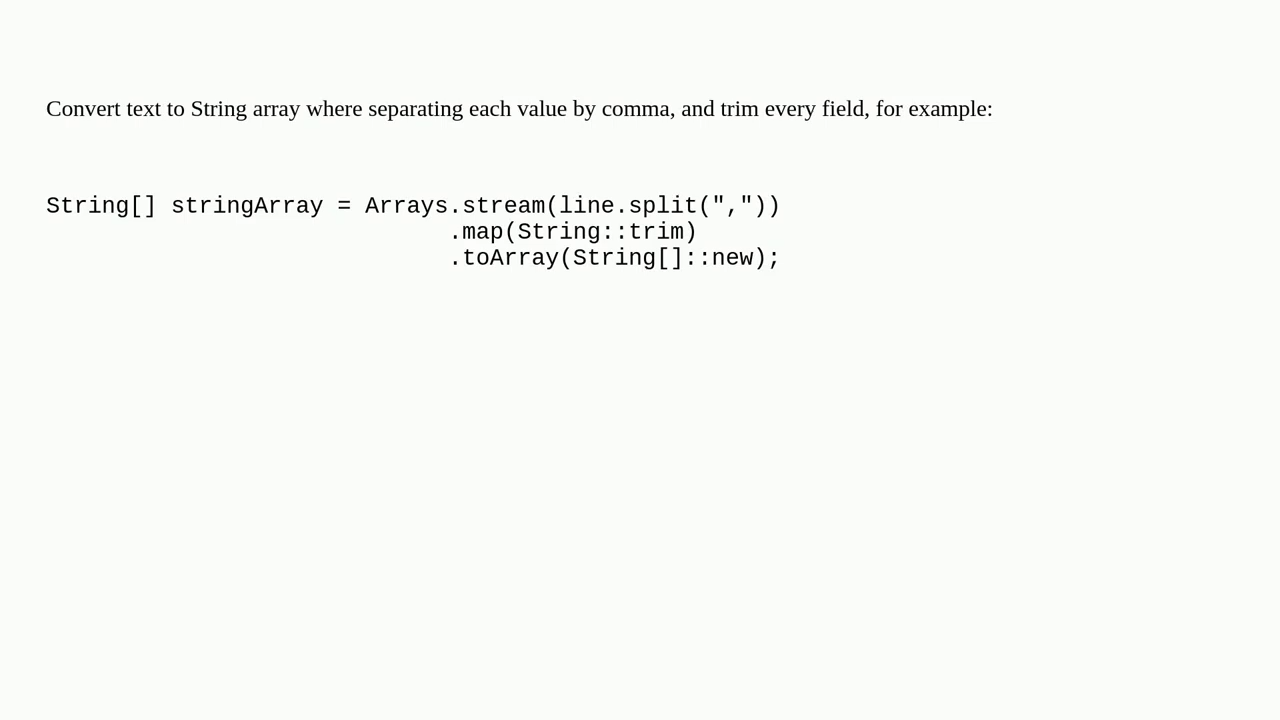 Convert text to String array where separating each value by comma, and trim every field, for example:
String[] stringArray = Arrays.stream(line.split(","))
.map(String::trim)
.toArray(String[]::new);